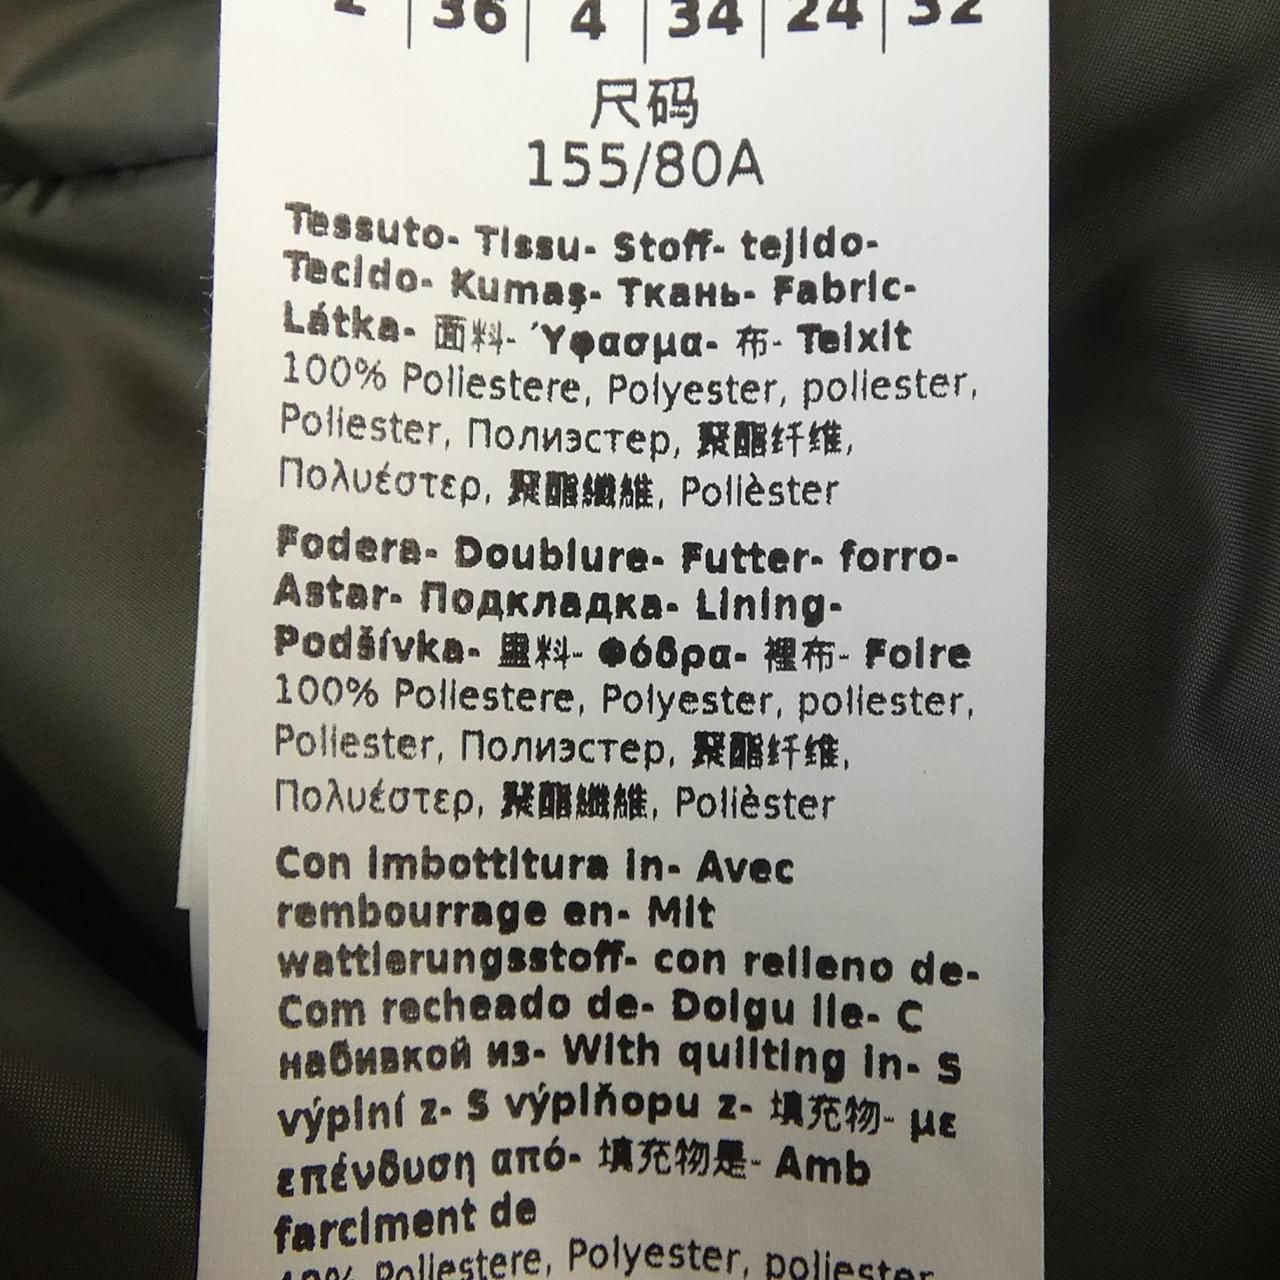 36 4 34 24 32
尺码
155/80A
Tessuto- Tissu- Stoff- tejido-
Tecido- Kumaş- Ткань- Fabric-
Látka- 面料- Ύφασμα- 布- Teixit
100% Poliestere, Polyester, poliester,
Poliester, Полиэстер, 聚酯纤维,
Πολυέστερ, 聚酯纖維, Polièster
Fodera- Doublure- Futter- forro-
Astar- Подкладка- Lining-
Podšívka- 里料- Φόδρα- 裡布- Folre
100% Poliestere, Polyester, poliester,
Poliester, Полиэстер, 聚酯纤维,
Πολυέστερ, 聚酯纖維, Polièster
Con imbottitura in- Avec
rembourrage en- Mit
wattierungsstoff- con relleno de-
Com recheado de- Dolgu ile- С
набивкой из- With quilting in- S
výplní z- S výplňopu z- 填充物- με
επένδυση από- 填充物是- Amb
farciment de
Poliestere, Polyester, poliester